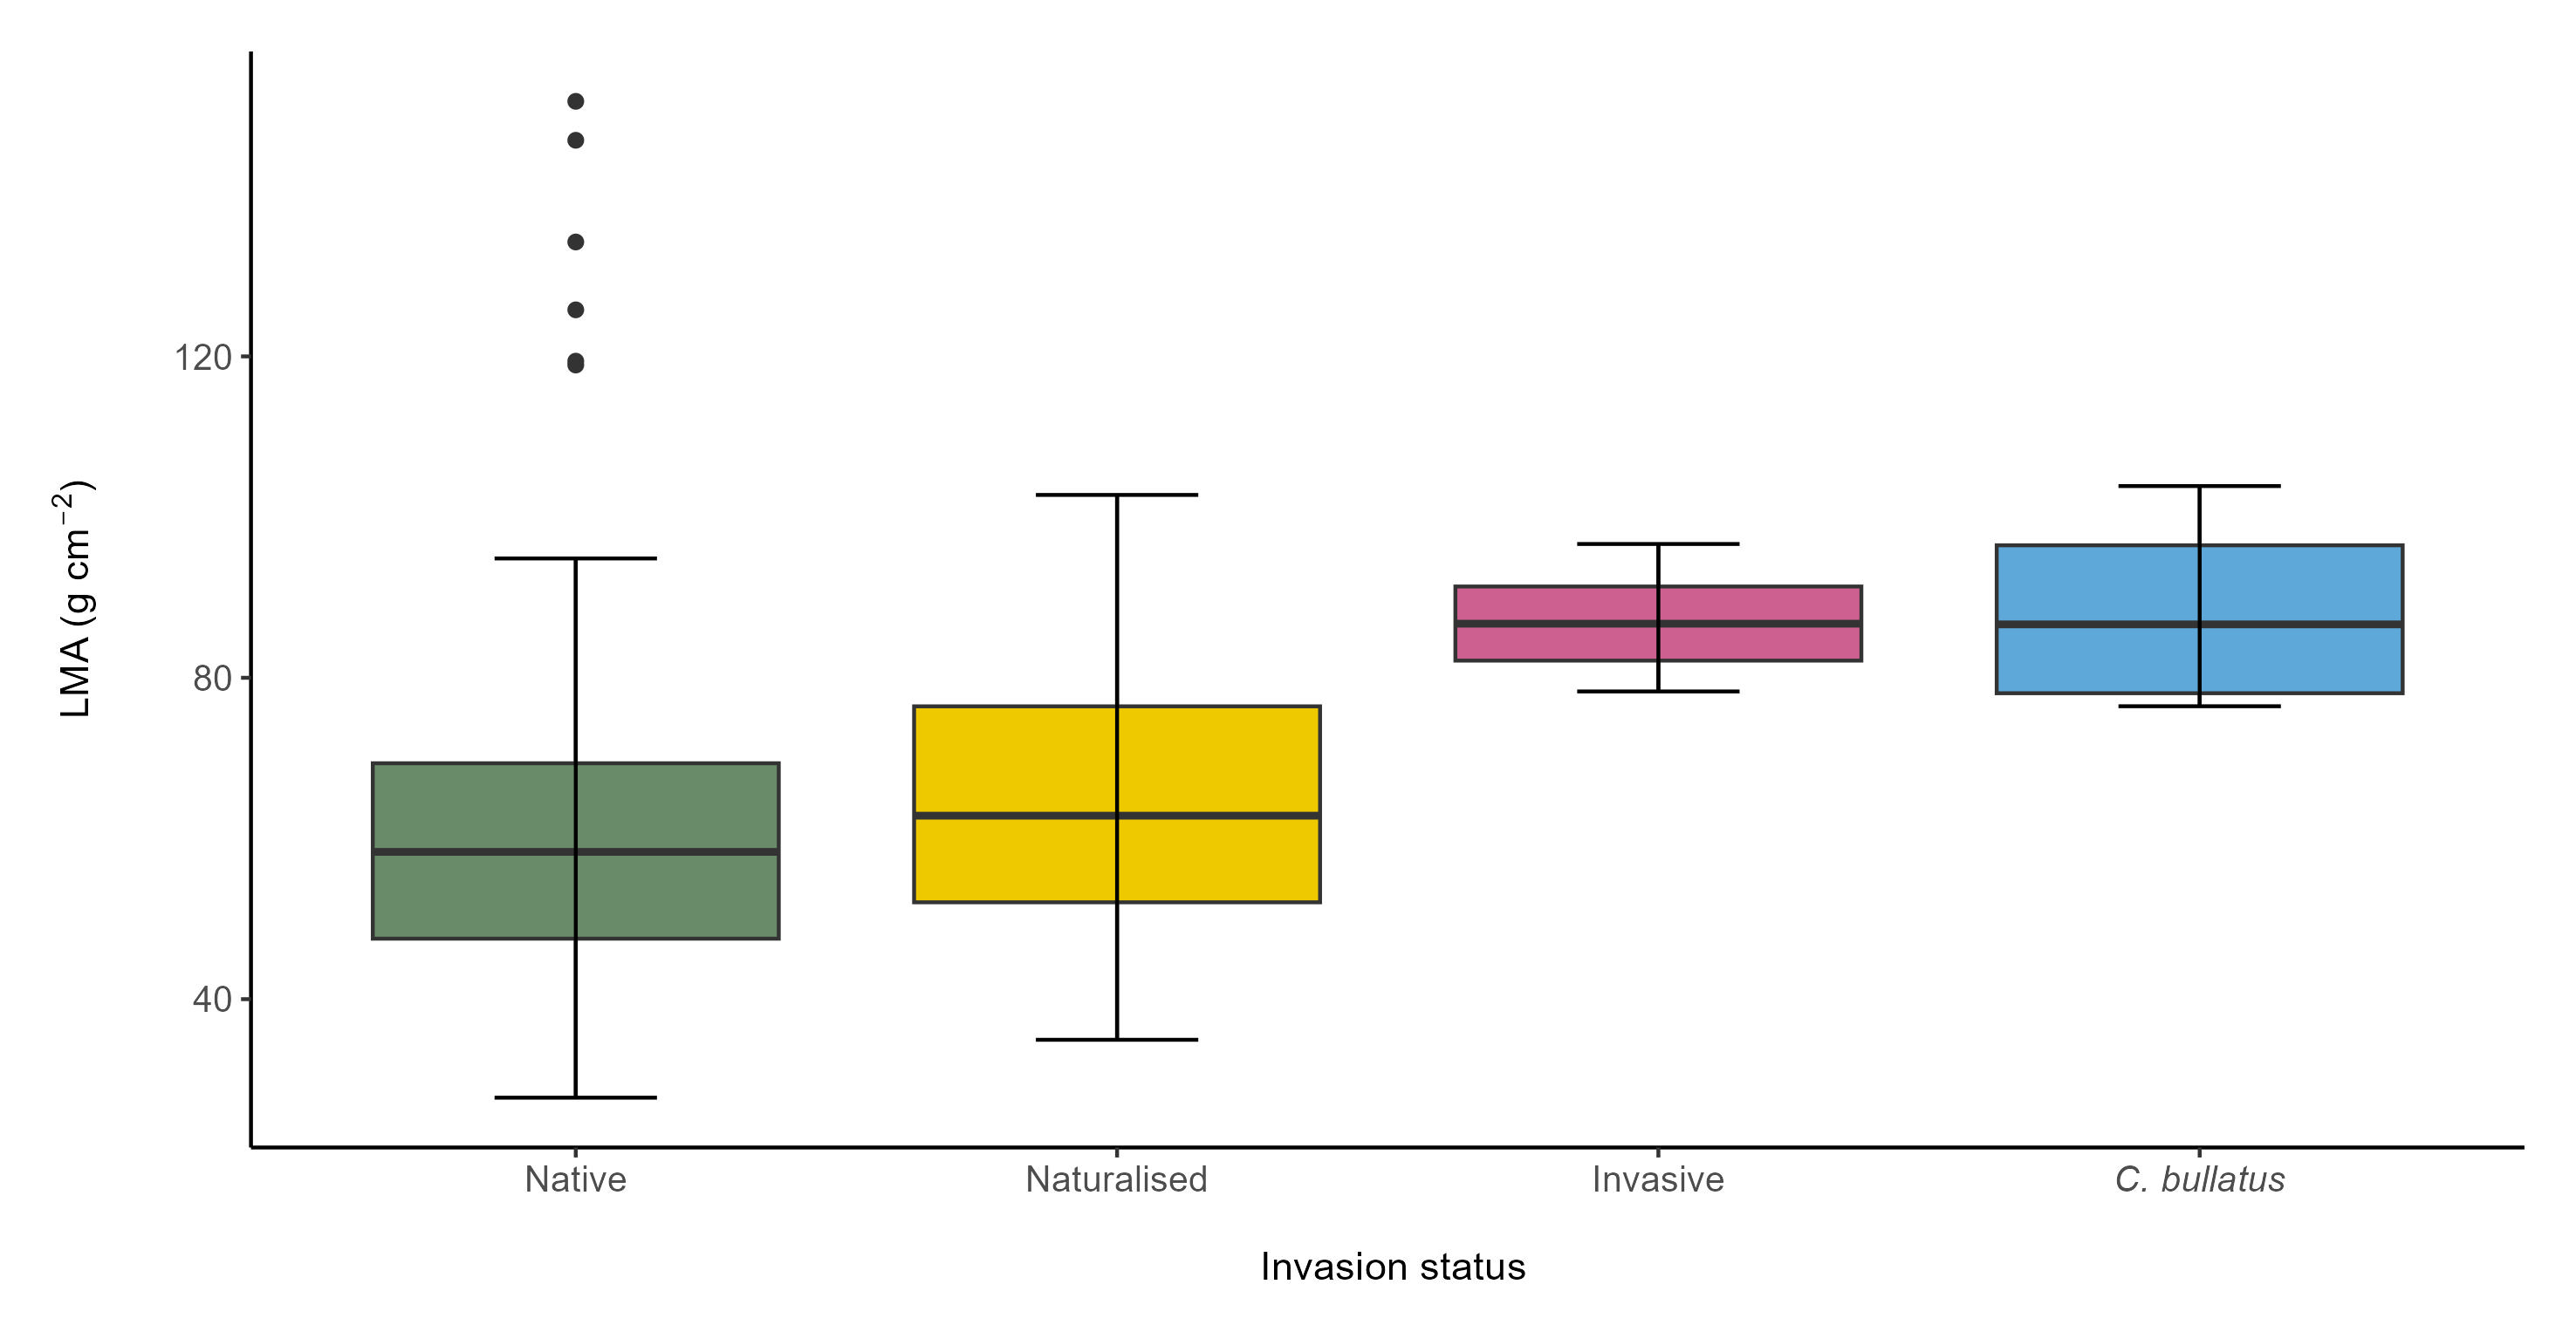 LMA (g cm⁻²)
120
80
40
Native
Naturalised
Invasive
C. bullatus
Invasion status